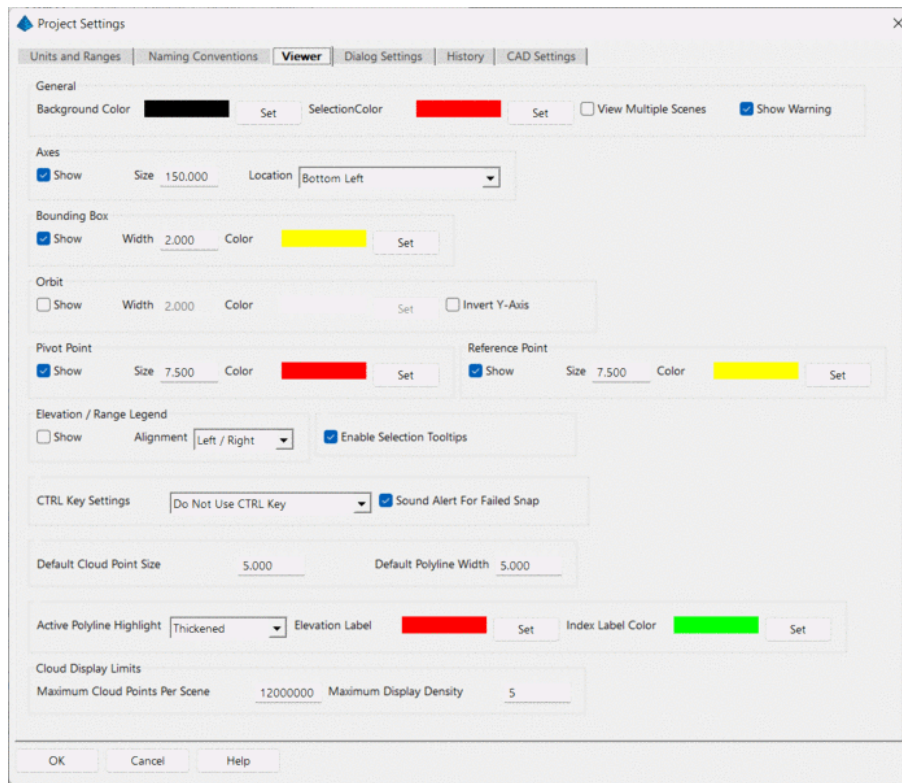 Project Settings
Units and Ranges Naming Conventions Viewer Dialog Settings History CAD Settings
General
Background Color Set SelectionColor Set View Multiple Scenes Show Warning
Axes
Show Size 150.000 Location Bottom Left
Bounding Box
Show Width 2.000 Color Set
Orbit
Show Width 2.000 Color Set Invert Y-Axis
Pivot Point Reference Point
Show Size 7.500 Color Set Show Size 7.500 Color Set
Elevation / Range Legend
Show Alignment Left / Right Enable Selection Tooltips
CTRL Key Settings Do Not Use CTRL Key Sound Alert For Failed Snap
Default Cloud Point Size 5.000 Default Polyline Width 5.000
Active Polyline Highlight Thickened Elevation Label Set Index Label Color Set
Cloud Display Limits
Maximum Cloud Points Per Scene 12000000 Maximum Display Density 5
OK Cancel Help